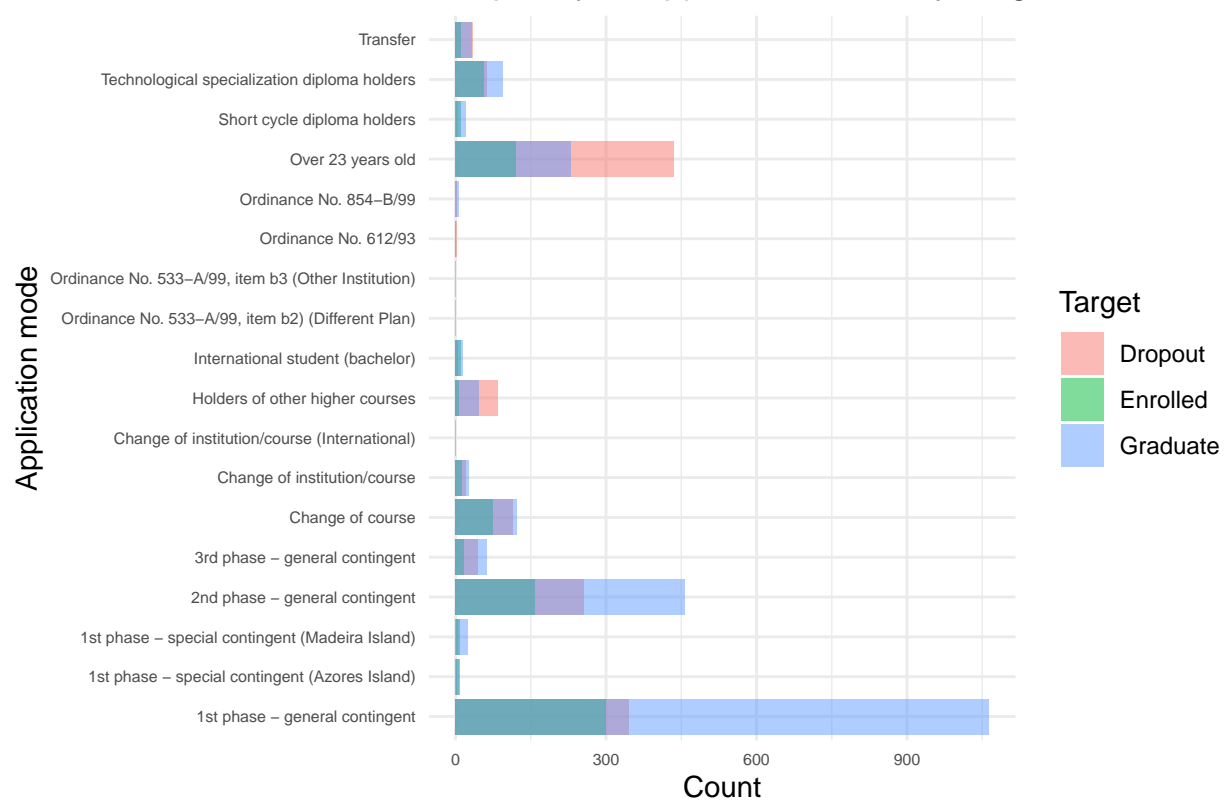 Transfer
Technological specialization diploma holders
Short cycle diploma holders
Over 23 years old
Ordinance No. 854−B/99
Ordinance No. 612/93
Ordinance No. 533−A/99, item b3 (Other Institution)
Ordinance No. 533−A/99, item b2) (Different Plan)
International student (bachelor)
Holders of other higher courses
Change of institution/course (International)
Change of institution/course
Change of course
3rd phase − general contingent
2nd phase − general contingent
1st phase − special contingent (Madeira Island)
1st phase − special contingent (Azores Island)
1st phase − general contingent
Application mode
0 300 600 900
Count
Target
Dropout
Enrolled
Graduate